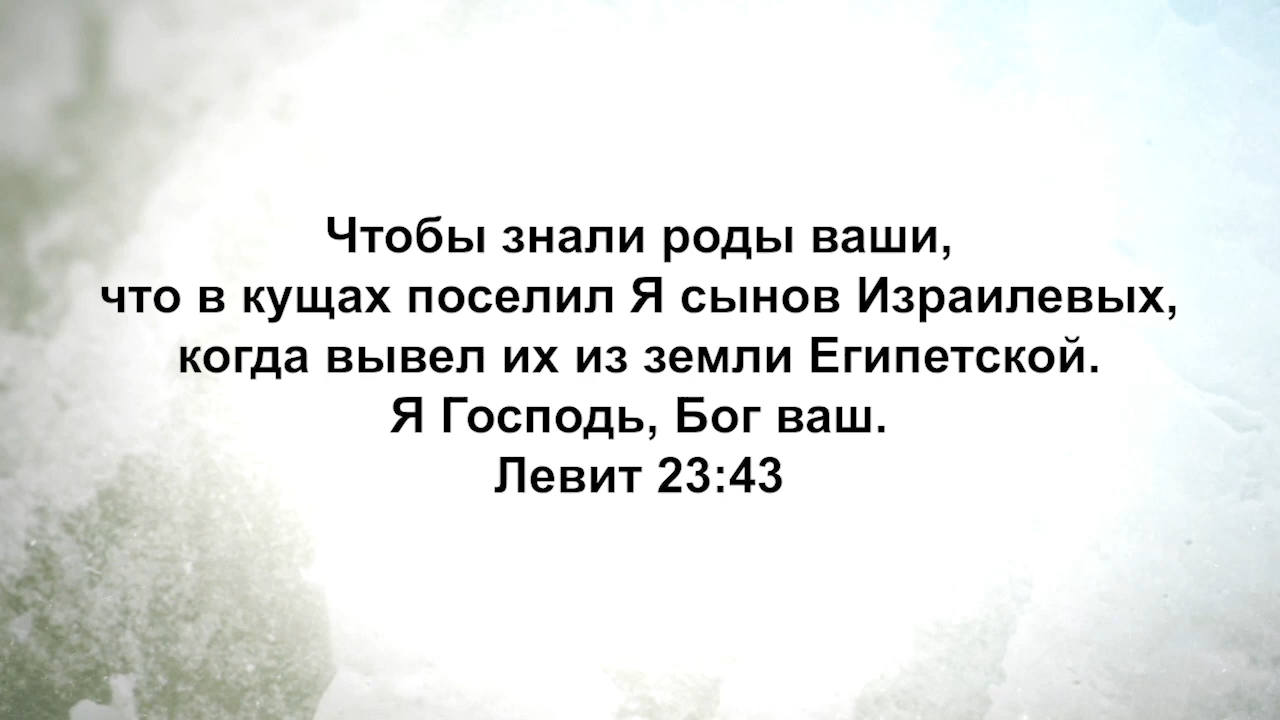 Чтобы знали роды ваши,
что в кущах поселил Я сынов Израилевых,
когда вывел их из земли Египетской.
Я Господь, Бог ваш.
Левит 23:43